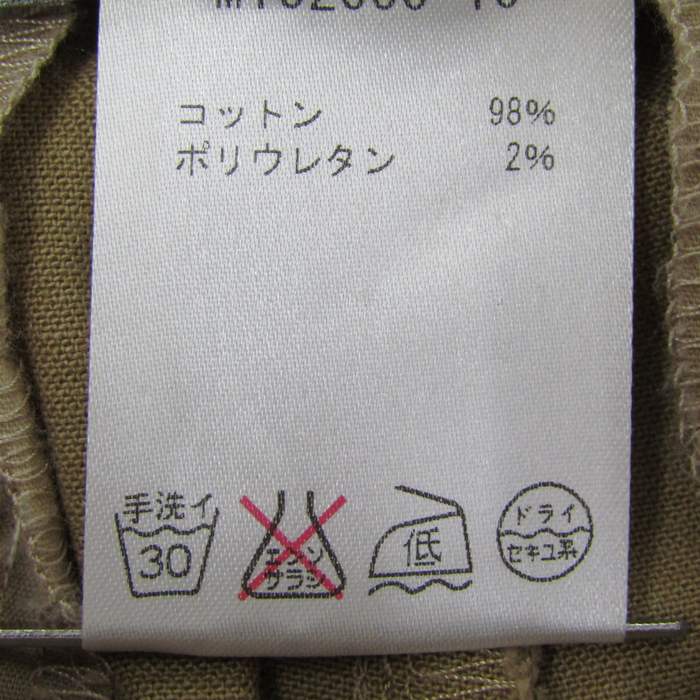 コットン 98%
ポリウレタン 2%
手洗イ
30
エンソ
サラシ
低
ドライ
セキユ系